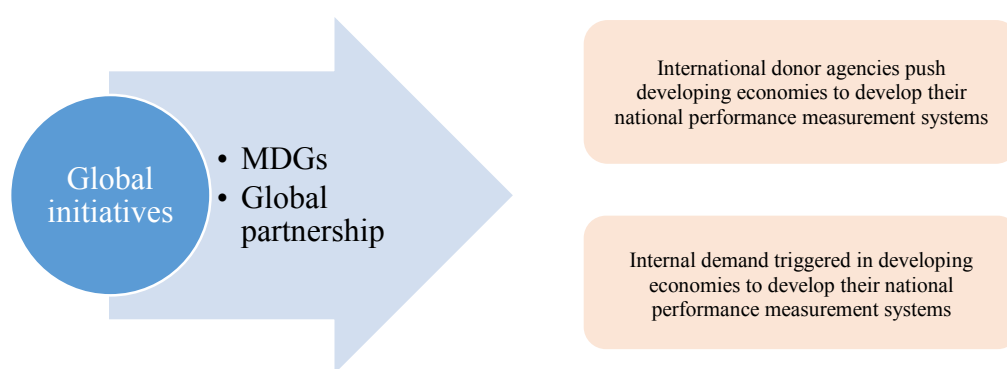 Global
initiatives
• MDGs
• Global
partnership
International donor agencies push
developing economies to develop their
national performance measurement systems
Internal demand triggered in developing
economies to develop their national
performance measurement systems